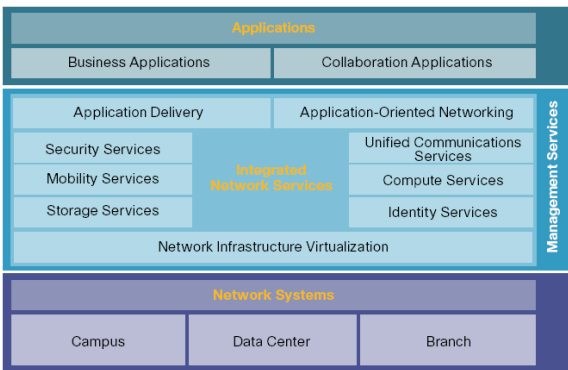 Applications
Business Applications
Collaboration Applications
Application Delivery
Application-Oriented Networking
Security Services
Mobility Services
Storage Services
Integrated
Network Services
Unified Communications
Services
Compute Services
Identity Services
Network Infrastructure Virtualization
Management Services
Network Systems
Campus
Data Center
Branch